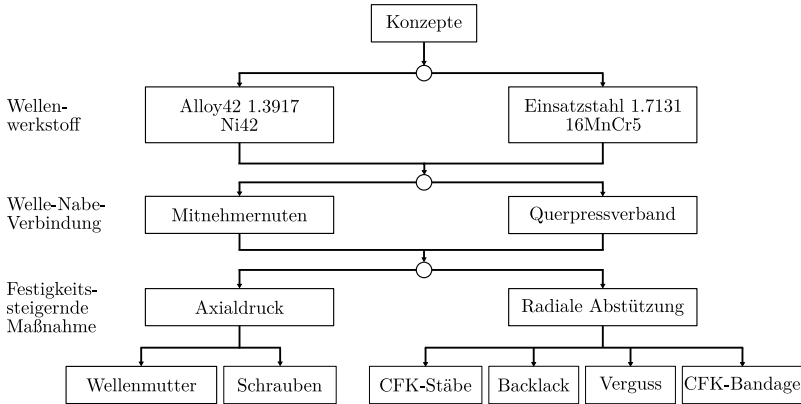 Konzepte
Wellen-
werkstoff
Alloy42 1.3917
Ni42
Einsatzstahl 1.7131
16MnCr5
Welle-Nabe-
Verbindung
Mitnehmernuten
Querpressverband
Festigkeits-
steigernde
Maßnahme
Axialdruck
Radiale Abstützung
Wellenmutter
Schrauben
CFK-Stäbe
Backlack
Verguss
CFK-Bandage